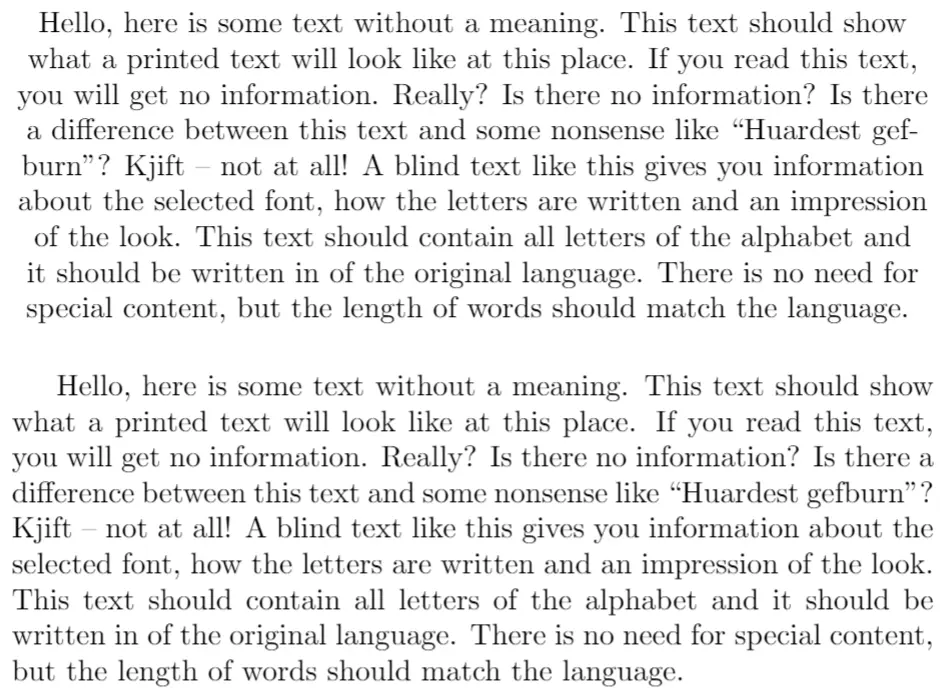 Hello, here is some text without a meaning. This text should show
what a printed text will look like at this place. If you read this text,
you will get no information. Really? Is there no information? Is there
a difference between this text and some nonsense like “Huardest gef-
burn”? Kjift – not at all! A blind text like this gives you information
about the selected font, how the letters are written and an impression
of the look. This text should contain all letters of the alphabet and
it should be written in of the original language. There is no need for
special content, but the length of words should match the language.
Hello, here is some text without a meaning. This text should show
what a printed text will look like at this place. If you read this text,
you will get no information. Really? Is there no information? Is there a
difference between this text and some nonsense like “Huardest gefburn”?
Kjift – not at all! A blind text like this gives you information about the
selected font, how the letters are written and an impression of the look.
This text should contain all letters of the alphabet and it should be
written in of the original language. There is no need for special content,
but the length of words should match the language.